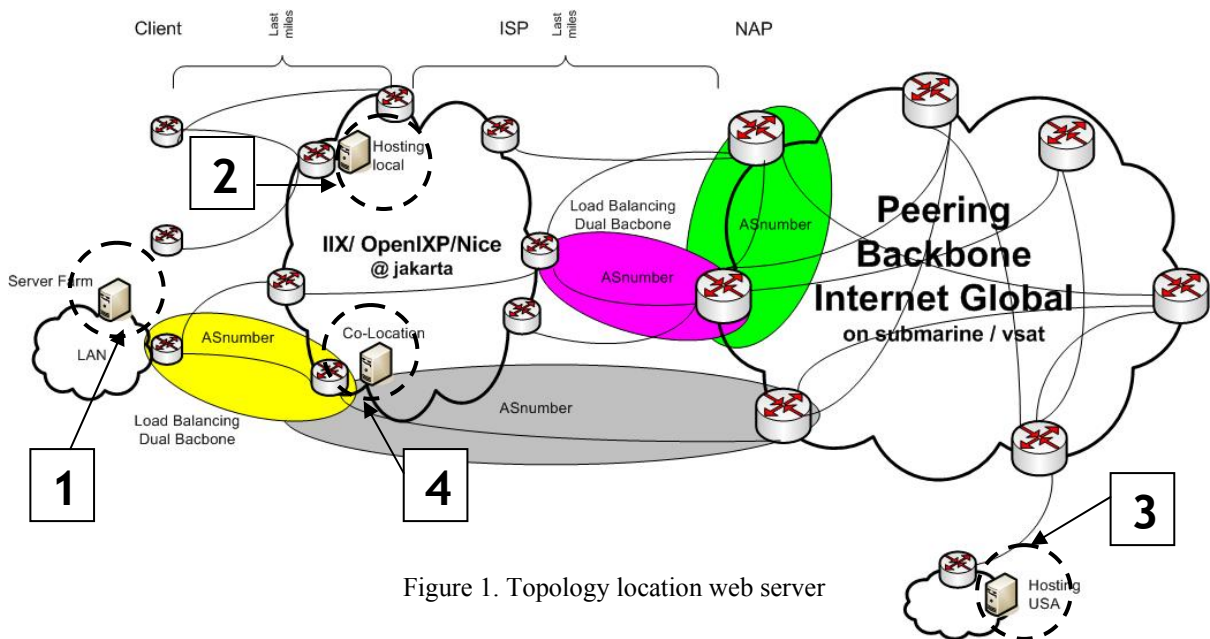 Client
Last
miles
ISP
Last
miles
NAP
Hosting
local
2
Load Balancing
Dual Bacbone
ASnumber
Peering
Backbone
Internet Global
on submarine / vsat
IIX/ OpenIXP/Nice
@ jakarta
ASnumber
Server Farm
LAN
ASnumber
Co-Location
ASnumber
Load Balancing
Dual Bacbone
1
4
3
Hosting
USA
Figure 1. Topology location web server